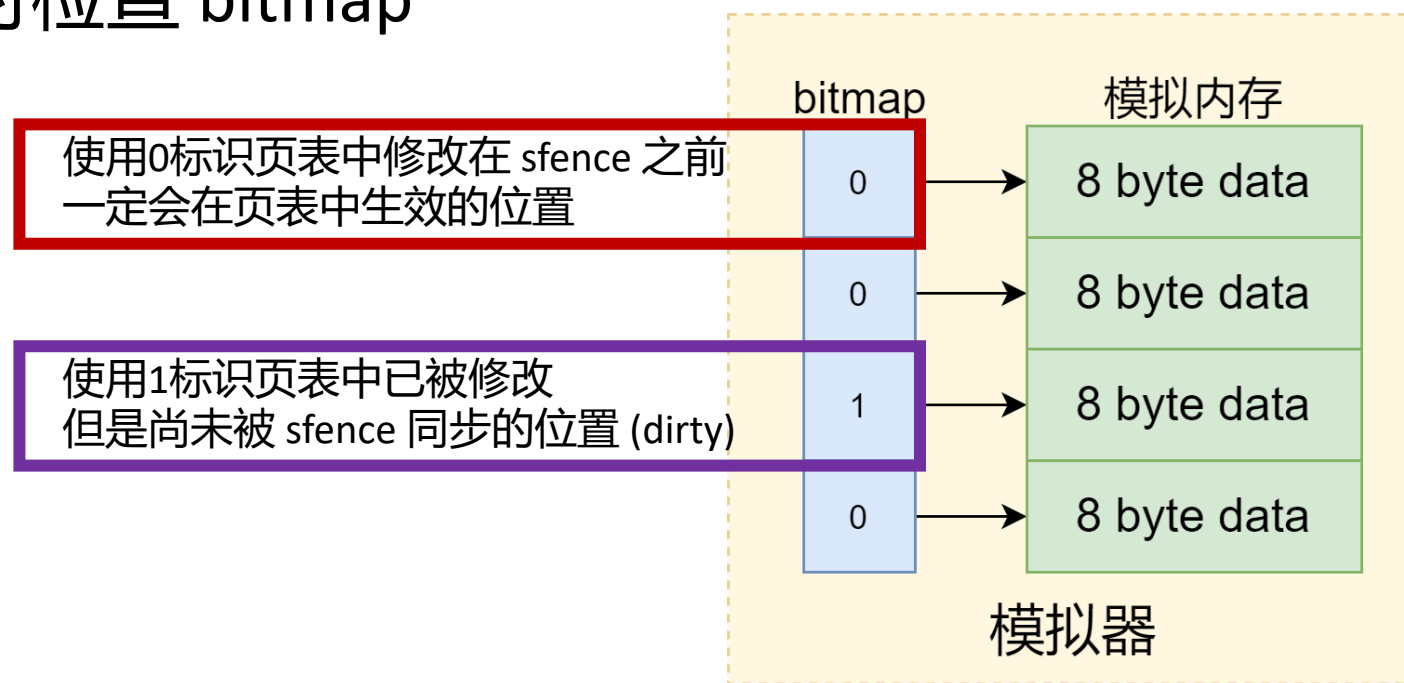 检查 bitmap
bitmap
模拟内存
使用0标识页表中修改在 sfence 之前
一定会在页表中生效的位置
0
8 byte data
0
8 byte data
使用1标识页表中已被修改
但是尚未被 sfence 同步的位置 (dirty)
1
8 byte data
0
8 byte data
模拟器